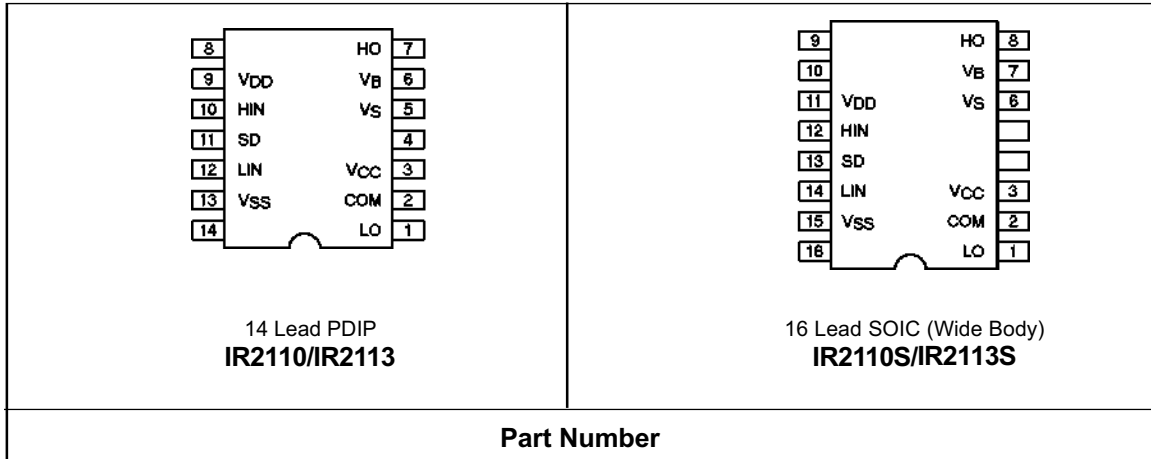 8 HO 7
9 VDD VB 6
10 HIN VS 5
11 SD 4
12 LIN VCC 3
13 VSS COM 2
14 LO 1
14 Lead PDIP
IR2110/IR2113
9 HO 8
10 VB 7
11 VDD VS 6
12 HIN
13 SD
14 LIN VCC 3
15 VSS COM 2
16 LO 1
16 Lead SOIC (Wide Body)
IR2110S/IR2113S
Part Number